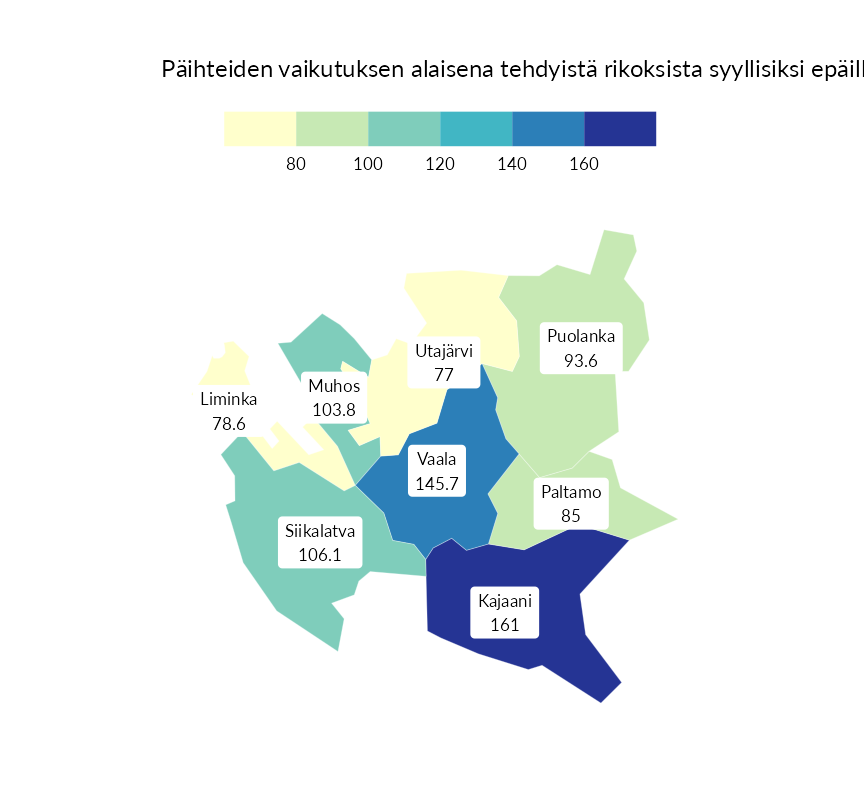 Päihteiden vaikutuksen alaisena tehdyistä rikoksista syyllisiksi
80 100 120 140 160
Puolanka
93.6
Utajärvi
77
Muhos
103.8
Liminka
78.6
Vaala
145.7
Paltamo
85
Siikalatva
106.1
Kajaani
161